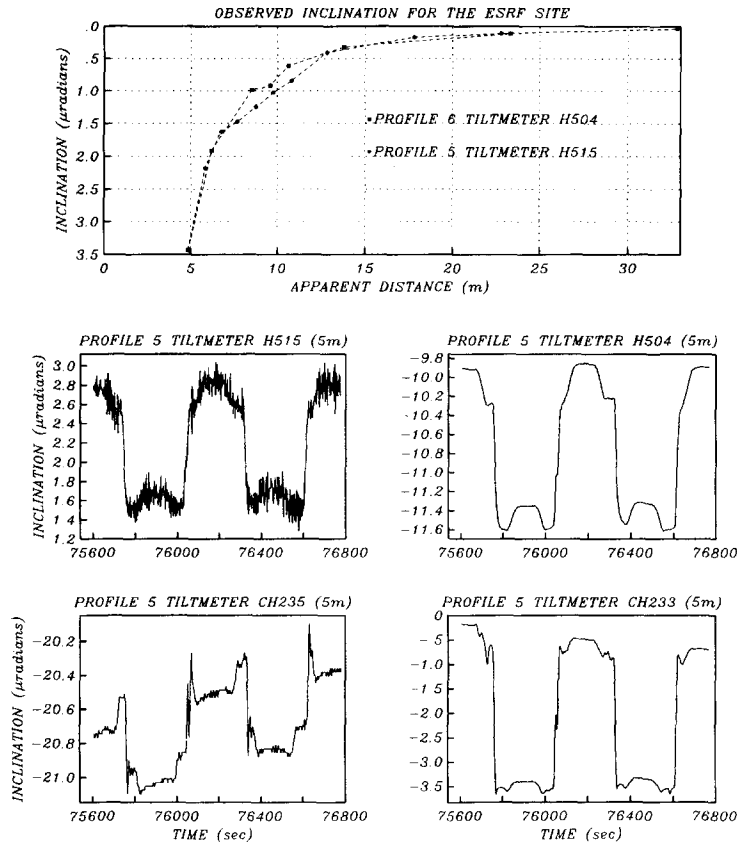 OBSERVED INCLINATION FOR THE ESRF SITE
INCLINATION (μradians)
.0
.5
1.0
1.5
2.0
2.5
3.0
3.5
PROFILE 6 TILTMETER H504
PROFILE 5 TILTMETER H515
0 5 10 15 20 25 30
APPARENT DISTANCE (m)
PROFILE 5 TILTMETER H515 (5m)
INCLINATION (μradians)
3.0
2.8
2.6
2.4
2.2
2.0
1.8
1.6
1.4
1.2
75600 76000 76400 76800
PROFILE 5 TILTMETER H504 (5m)
-9.8
-10.0
-10.2
-10.4
-10.6
-10.8
-11.0
-11.2
-11.4
-11.6
75600 76000 76400 76800
PROFILE 5 TILTMETER CH235 (5m)
INCLINATION (μradians)
-20.2
-20.4
-20.6
-20.8
-21.0
75600 76000 76400 76800
TIME (sec)
PROFILE 5 TILTMETER CH233 (5m)
0
-.5
-1.0
-1.5
-2.0
-2.5
-3.0
-3.5
75600 76000 76400 76800
TIME (sec)